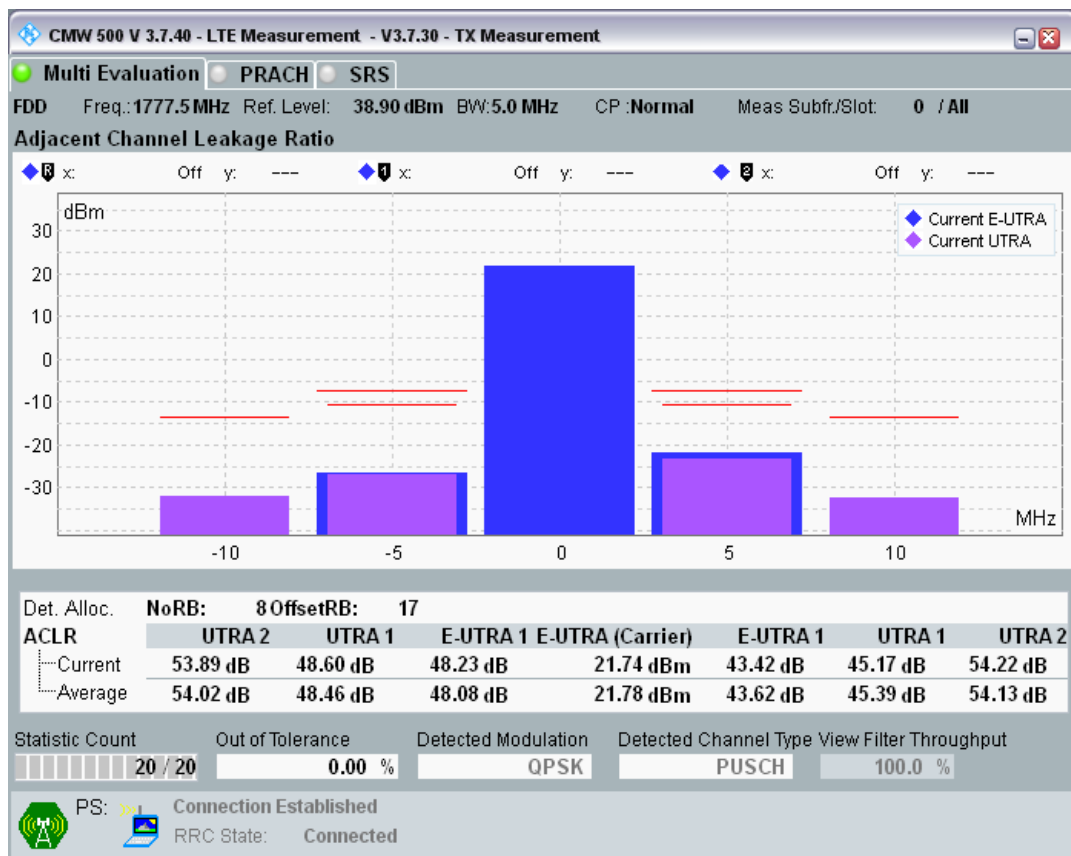 CMW 500 V 3.7.40 - LTE Measurement - V3.7.30 - TX Measurement
Multi Evaluation PRACH SRS
FDD Freq.:1777.5 MHz Ref. Level: 38.90 dBm BW:5.0 MHz CP :Normal Meas Subfr./Slot: 0 / All
Adjacent Channel Leakage Ratio
R x: Off y: --- 1 x: Off y: --- 2 x: Off y: ---
dBm
Current E-UTRA
Current UTRA
30
20
10
0
-10
-20
-30
MHz
-10 -5 0 5 10
Det. Alloc. NoRB: 8 OffsetRB: 17
ACLR UTRA 2 UTRA 1 E-UTRA 1 E-UTRA (Carrier) E-UTRA 1 UTRA 1 UTRA 2
Current 53.89 dB 48.60 dB 48.23 dB 21.74 dBm 43.42 dB 45.17 dB 54.22 dB
Average 54.02 dB 48.46 dB 48.08 dB 21.78 dBm 43.62 dB 45.39 dB 54.13 dB
Statistic Count Out of Tolerance Detected Modulation Detected Channel Type View Filter Throughput
20 / 20 0.00 % QPSK PUSCH 100.0 %
PS: Connection Established
RRC State: Connected